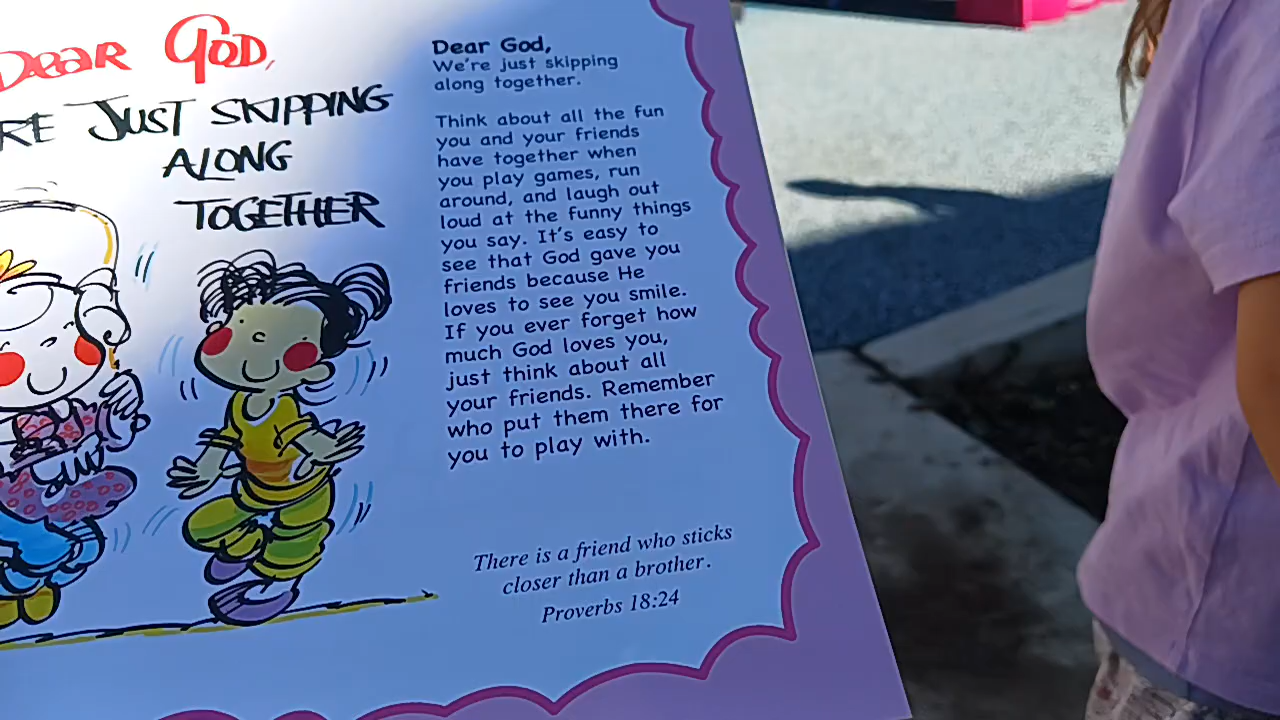 DEAR GOD,
RE JUST SKIPPING
ALONG
TOGETHER
Dear God,
We're just skipping
along together.
Think about all the fun
you and your friends
have together when
you play games, run
around, and laugh out
loud at the funny things
you say. It's easy to
see that God gave you
friends because He
loves to see you smile.
If you ever forget how
much God loves you,
just think about all
your friends. Remember
who put them there for
you to play with.
There is a friend who sticks
closer than a brother.
Proverbs 18:24